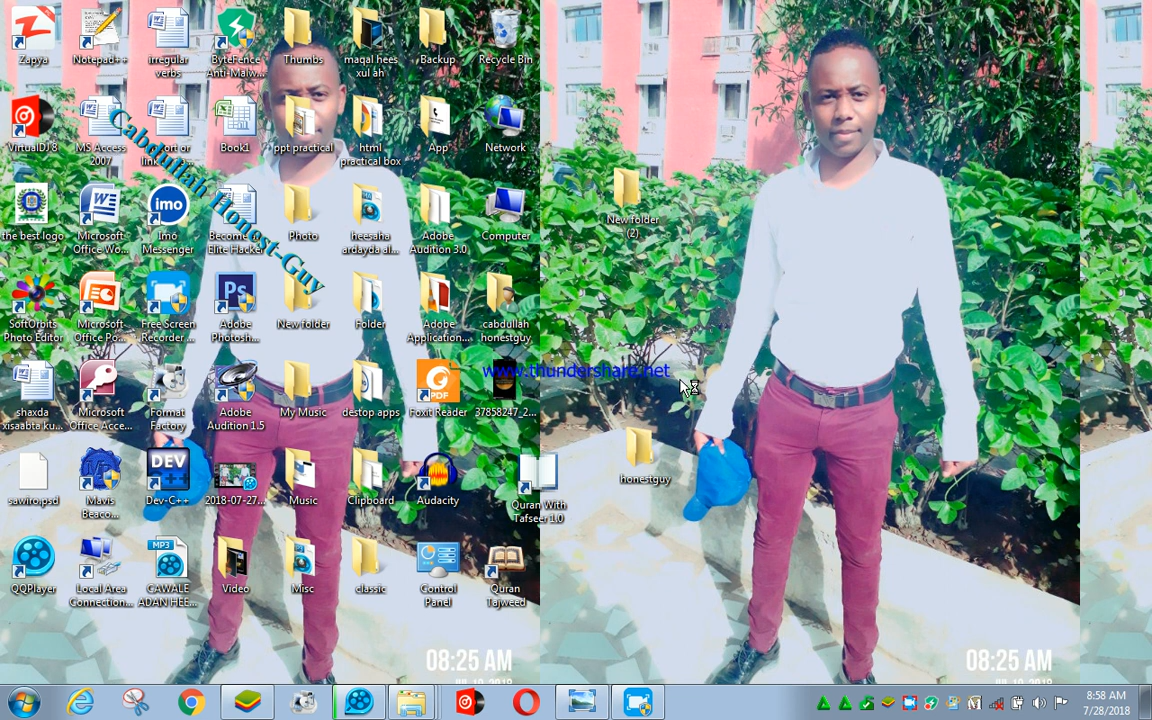 Zapya
Notepad++
irregular
verbs
ByteFence
Anti-Malw...
Thumbs
maqal hees
xul ah
Backup
Recycle Bin
VirtualDJ 8
MS Access
2007
Book1
ppt practical
html
practical box
App
Network
Cabdullah Honest-Guy
the best logo
Microsoft
Office Wo...
imo
Imo
Messenger
Elite Hacker
Photo
heesaha
ardayda al...
Adobe
Audition 3.0
Computer
New folder
(2)
SoftOrbits
Photo Editor
Microsoft
Office Po...
Free Screen
Recorder ...
Ps
Adobe
Photosh...
New folder
Folder
Adobe
Application...
cabdullah
honestguy
www.thundershare.net
shaxda
xisaabta ku...
Microsoft
Office Acce...
Format
Factory
Adobe
Audition 1.5
My Music
destop apps
PDF
Foxit Reader
37858247_2...
honestguy
sawiro.psd
Mavis
Beaco...
DEV
C++
Dev-C++
2018-07-27...
Music
Clipboard
Audacity
Quran With
Tafseer 1.0
QQPlayer
Local Area
Connection...
MP3
CAWALE
ADAN HEE...
Video
Misc
classic
Control
Panel
Quran
Tajweed
08:25 AM
08:25 AM
8:58 AM
7/28/2018